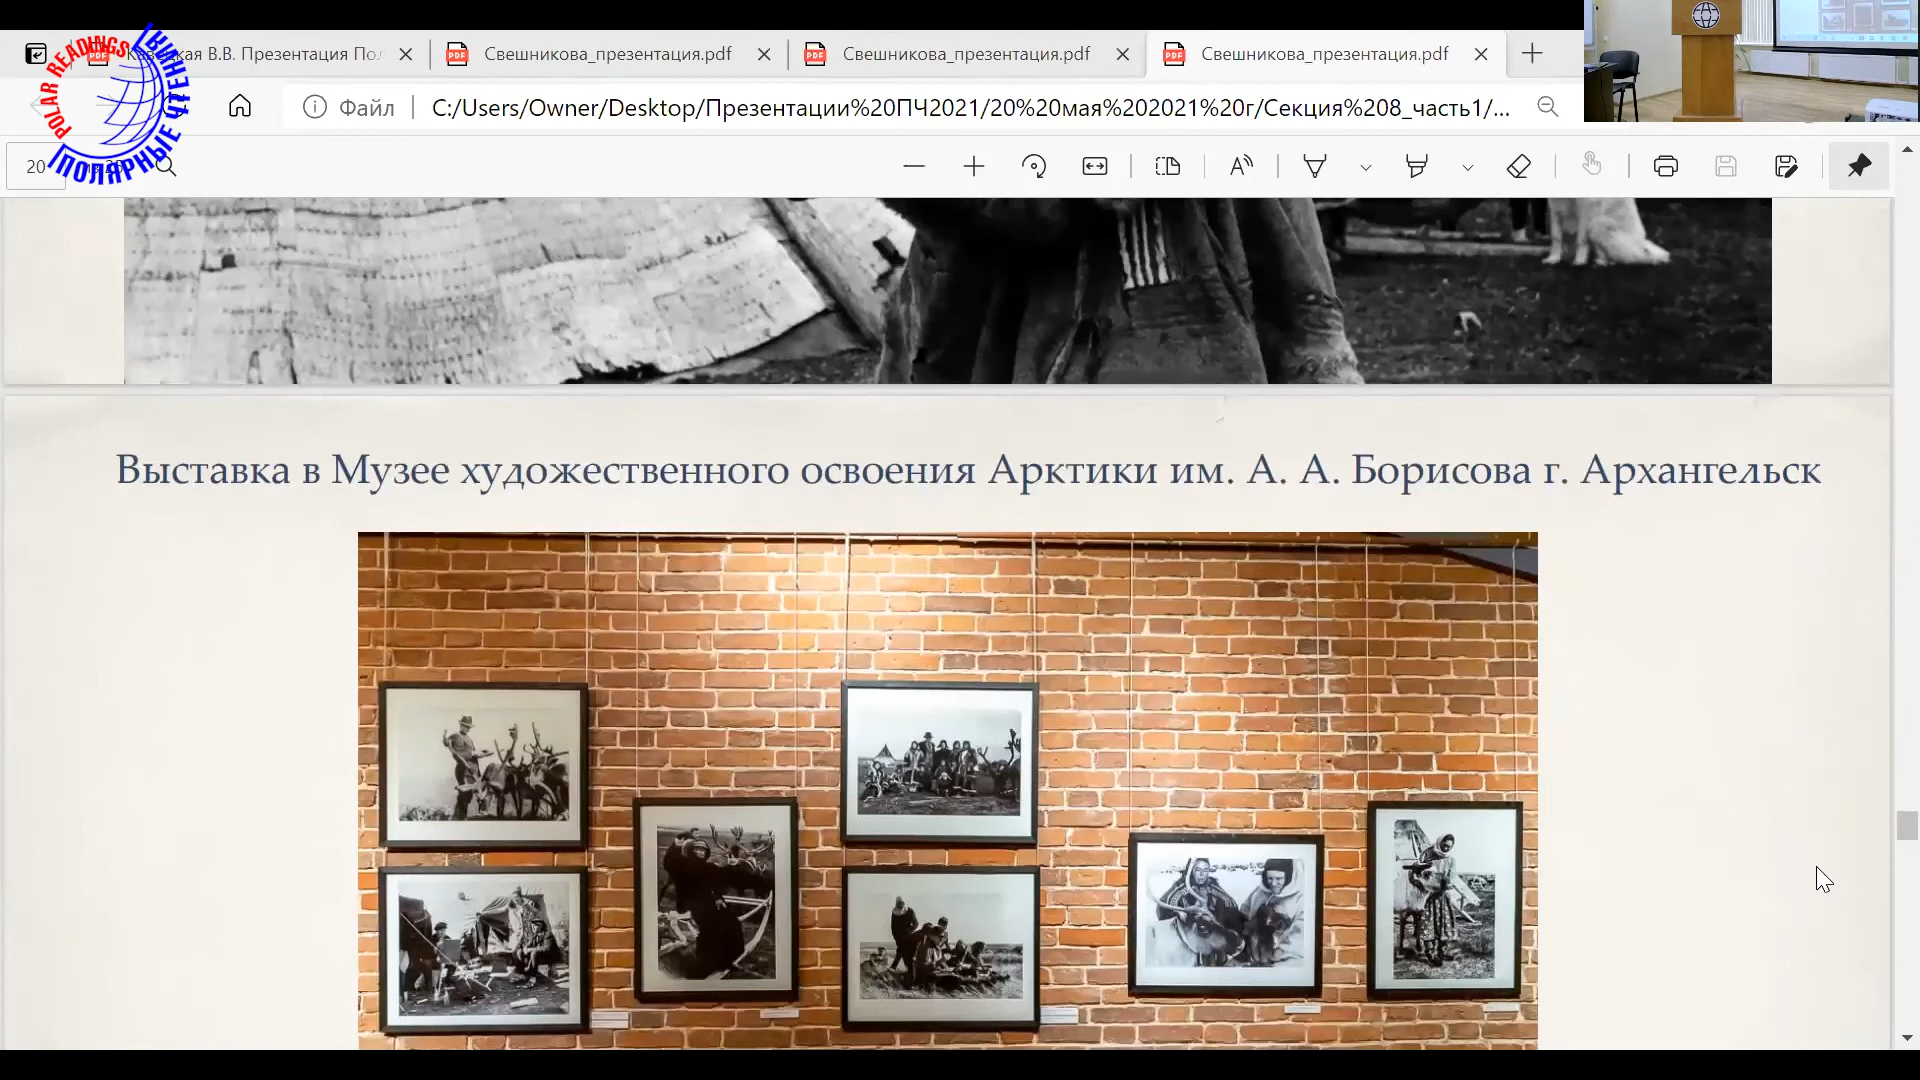 POLAR READINGS
ПОЛЯРНЫЕ ЧТЕНИЯ
кая В.В. Презентация По
Свешникова_презентация.pdf
Свешникова_презентация.pdf
Свешникова_презентация.pdf
Файл
C:/Users/Owner/Desktop/Презентации%20ПЧ2021/20%20мая%202021%20г/Секция%208_часть1/...
20
Выставка в Музее художественного освоения Арктики им. А. А. Борисова г. Архангельск